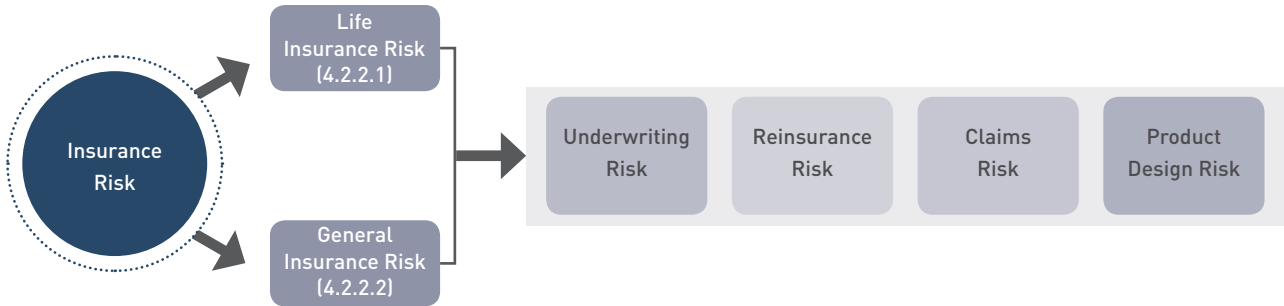 Insurance
Risk
Life
Insurance Risk
(4.2.2.1)
General
Insurance Risk
(4.2.2.2)
Underwriting
Risk
Reinsurance
Risk
Claims
Risk
Product
Design Risk